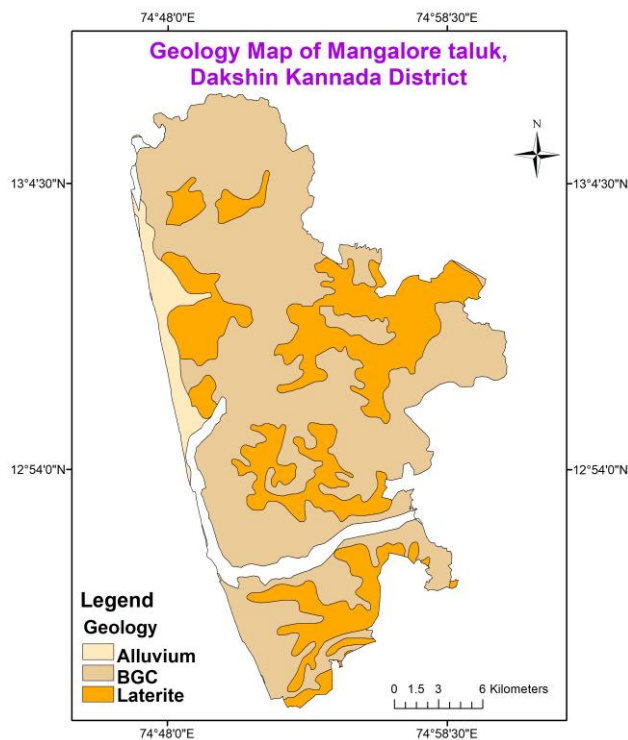 74°48'0"E 74°58'30"E
Geology Map of Mangalore taluk,
Dakshin Kannada District
N
13°4'30"N 13°4'30"N
12°54'0"N 12°54'0"N
Legend
Geology
Alluvium
BGC
Laterite
0 1.5 3 6 Kilometers
74°48'0"E 74°58'30"E